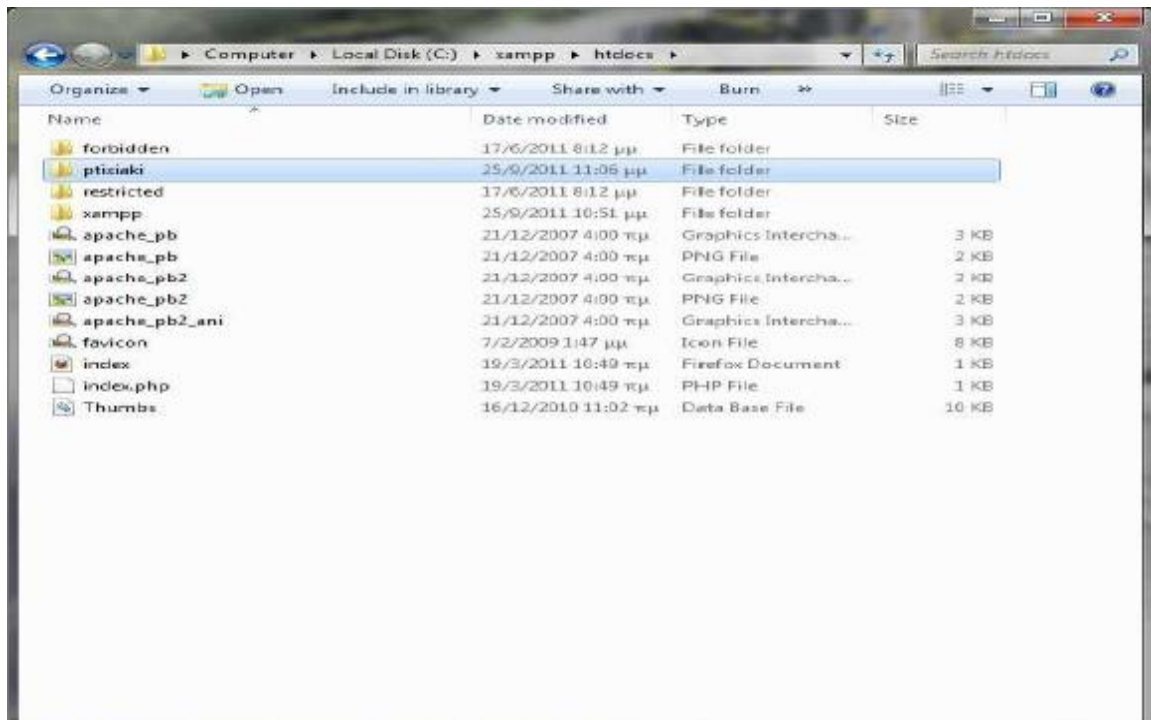 Computer ▸ Local Disk (C:) ▸ xampp ▸ htdocs ▸ Search htdocs
Organize Open Include in library Share with Burn »
Name Date modified Type Size
forbidden 17/6/2011 8:12 μμ File folder
ptixiaki 25/9/2011 11:06 μμ File folder
restricted 17/6/2011 8:12 μμ File folder
xampp 25/9/2011 10:51 μμ File folder
apache_pb 21/12/2007 4:00 πμ Graphics Intercha... 3 KB
apache_pb 21/12/2007 4:00 πμ PNG File 2 KB
apache_pb2 21/12/2007 4:00 πμ Graphics Intercha... 2 KB
apache_pb2 21/12/2007 4:00 πμ PNG File 2 KB
apache_pb2_ani 21/12/2007 4:00 πμ Graphics Intercha... 3 KB
favicon 7/2/2009 1:47 μμ Icon File 8 KB
index 19/3/2011 10:49 πμ Firefox Document 1 KB
index.php 19/3/2011 10:49 πμ PHP File 1 KB
Thumbs 16/12/2010 11:02 πμ Data Base File 10 KB